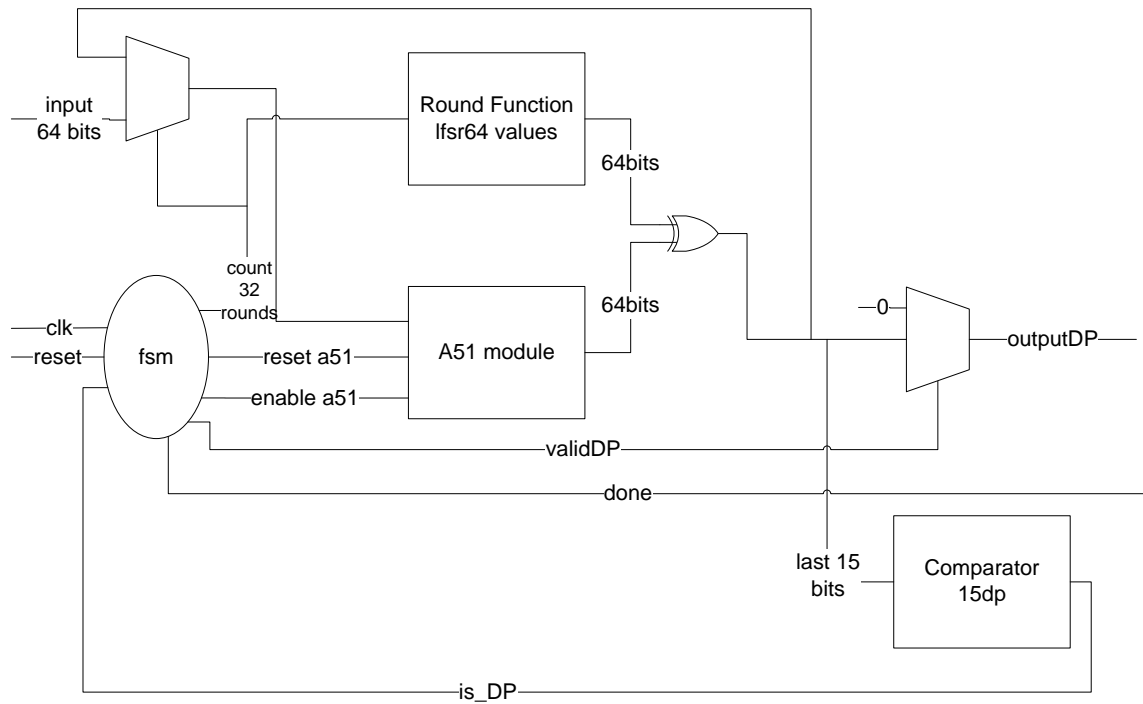 input
64 bits
Round Function
lfsr64 values
64bits
count
32
rounds
64bits
clk
reset
fsm
reset a51
enable a51
A51 module
0
outputDP
validDP
done
last 15
bits
Comparator
15dp
is_DP